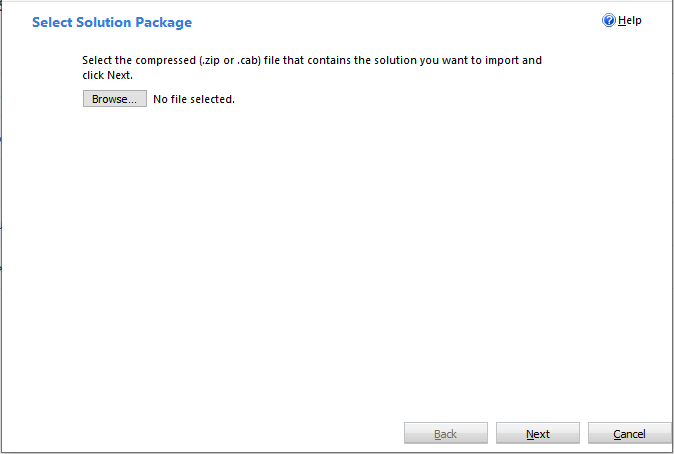 Select Solution Package
Help
Select the compressed (.zip or .cab) file that contains the solution you want to import and
click Next.
Browse... No file selected.
Back Next Cancel